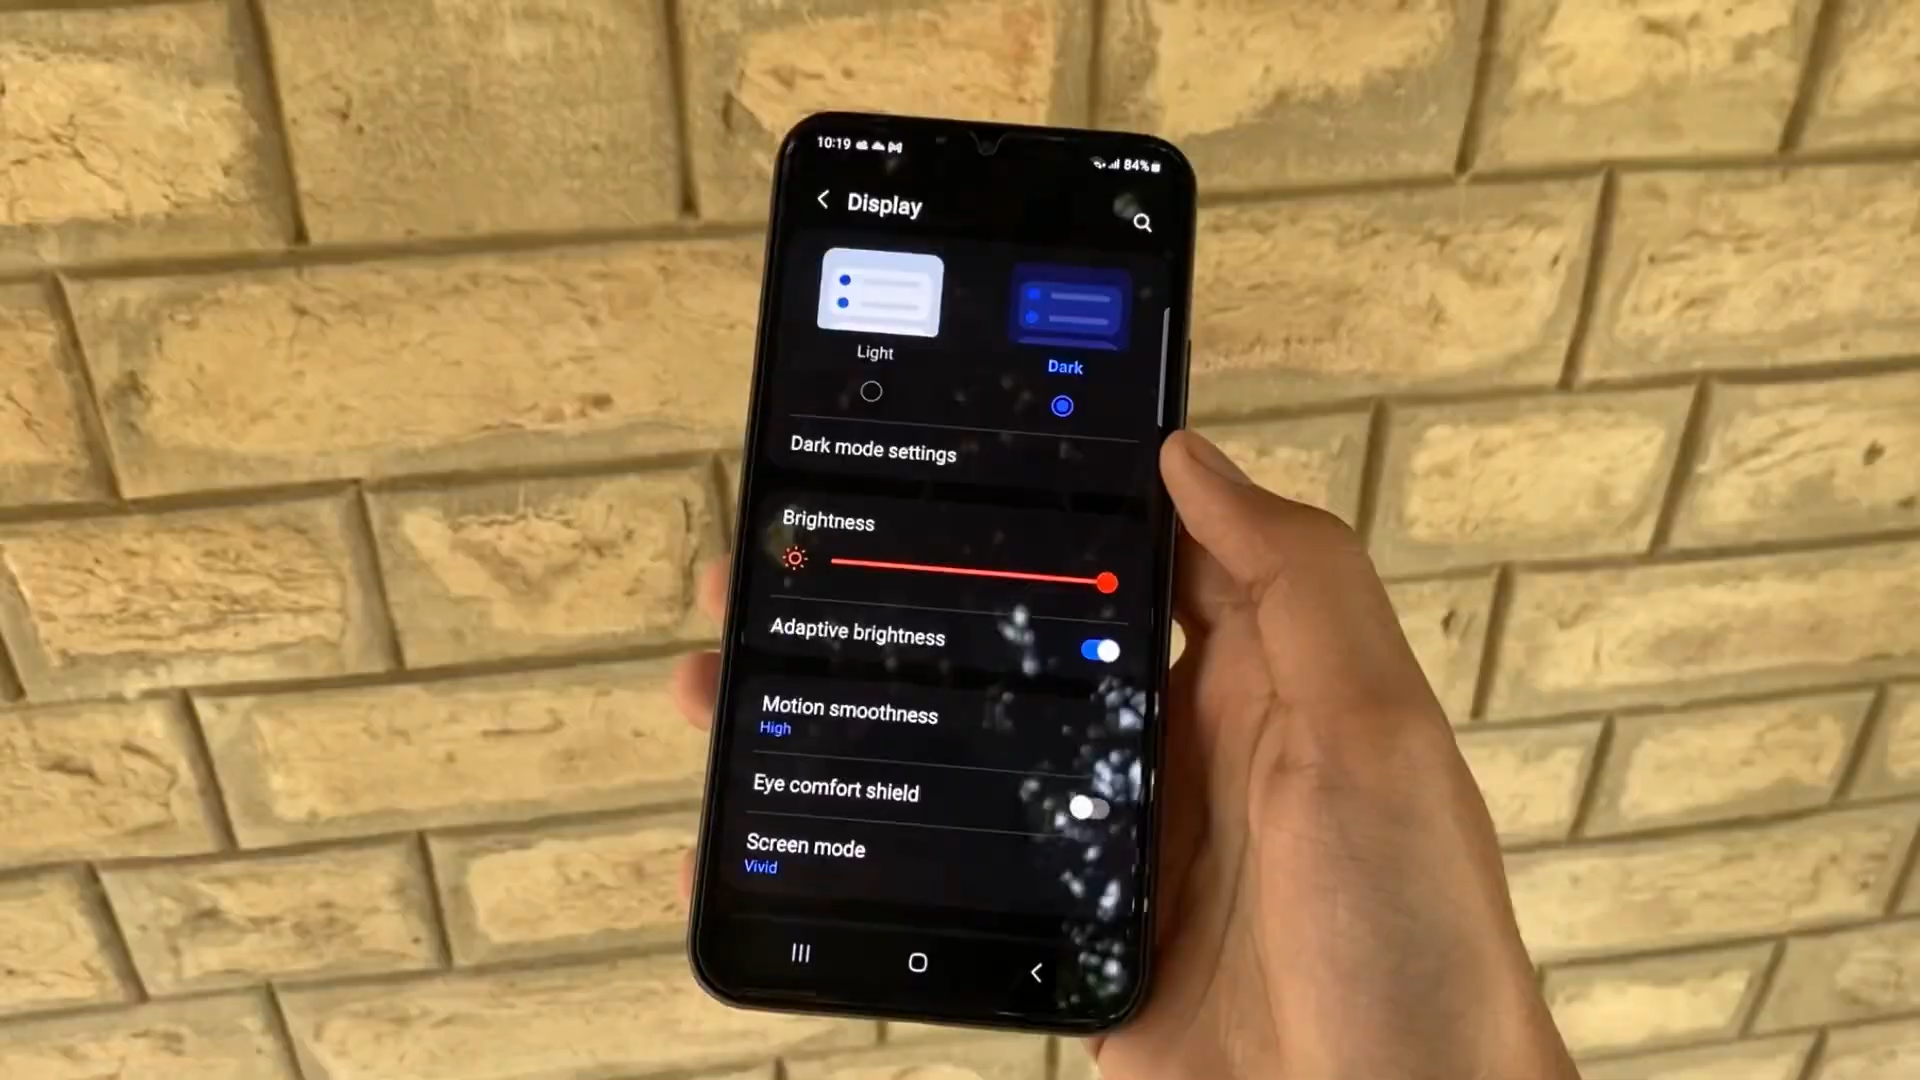 10:19
84%
Display
Light
Dark
Dark mode settings
Brightness
Adaptive brightness
Motion smoothness
High
Eye comfort shield
Screen mode
Vivid